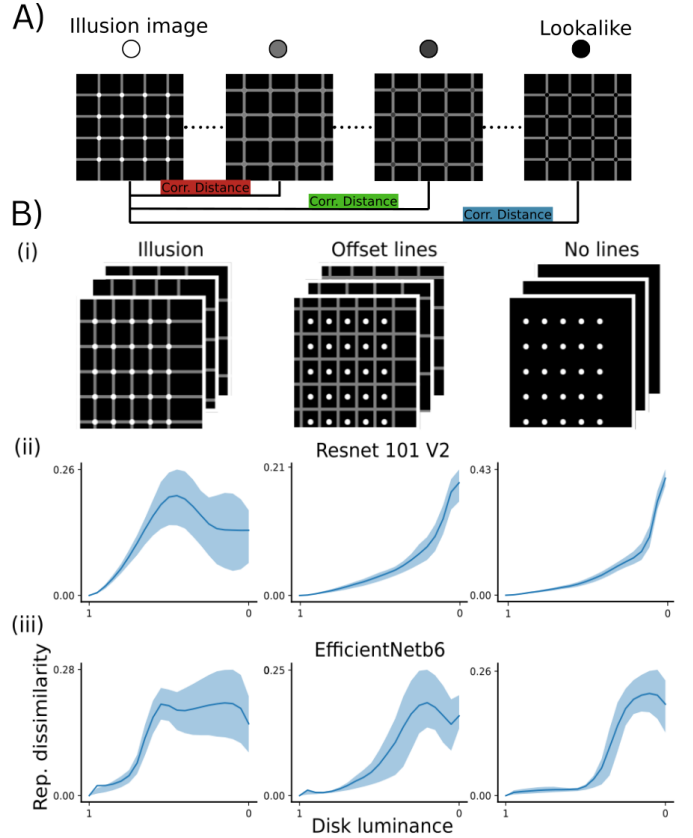 A)
Illusion image
Lookalike
Corr. Distance
Corr. Distance
Corr. Distance
B)
(i)
Illusion
Offset lines
No lines
(ii)
Resnet 101 V2
0.26
0.00
1
0
0.21
0.00
1
0
0.43
0.00
1
0
(iii)
EfficientNetb6
Rep. dissimilarity
0.28
0.00
1
0
0.25
0.00
1
0
0.26
0.00
1
0
Disk luminance